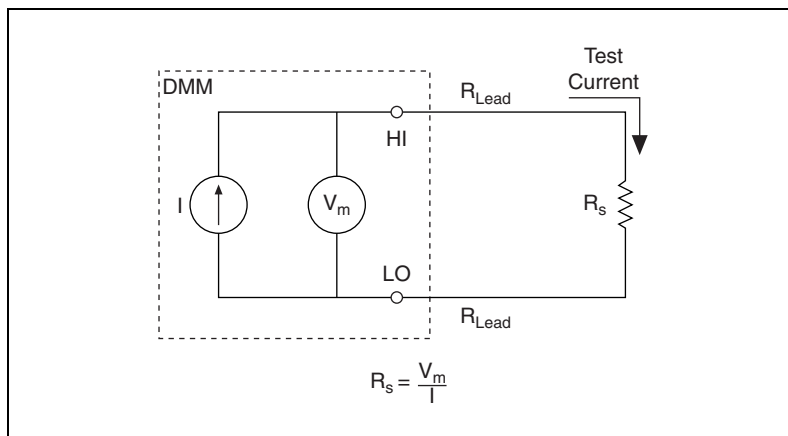 Test
Current
DMM
R_Lead
HI
I
V_m
R_s
LO
R_Lead
R_s = V_m / I